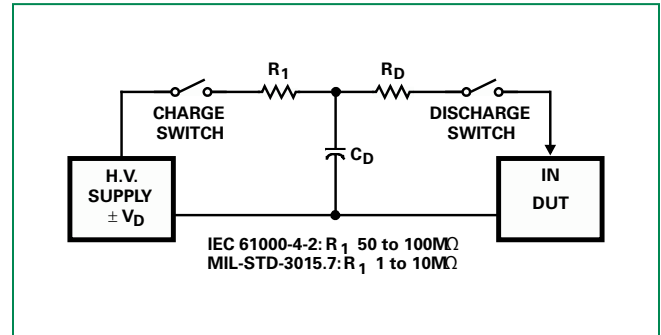 R1
RD
CHARGE
SWITCH
DISCHARGE
SWITCH
CD
H.V.
SUPPLY
± VD
IN
DUT
IEC 61000-4-2: R1 50 to 100MΩ
MIL-STD-3015.7: R1 1 to 10MΩ